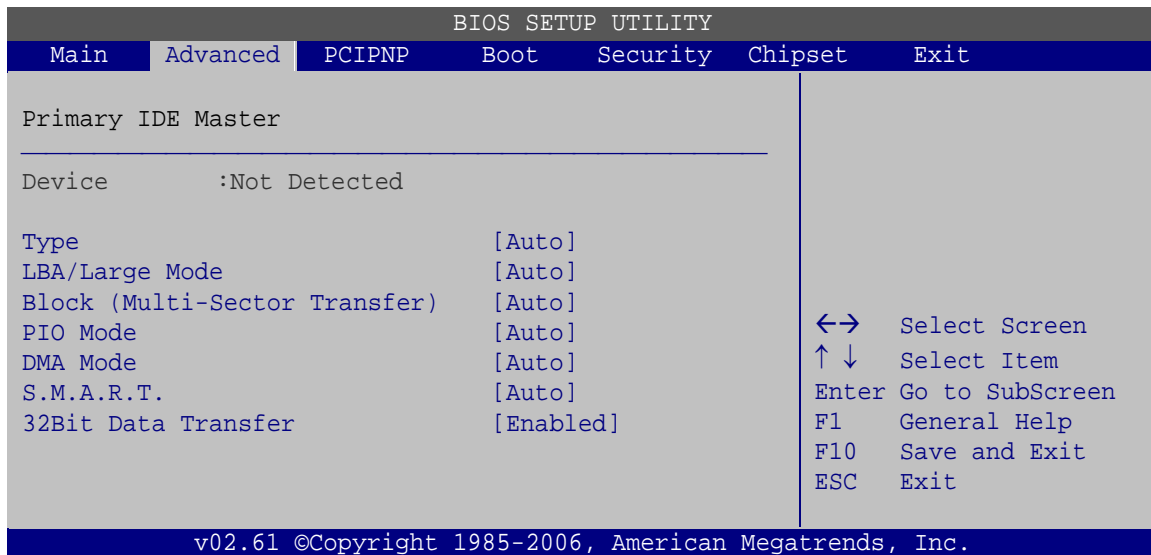 BIOS SETUP UTILITY
Main Advanced PCIPNP Boot Security Chipset Exit
Primary IDE Master
Device :Not Detected
Type [Auto]
LBA/Large Mode [Auto]
Block (Multi-Sector Transfer) [Auto]
PIO Mode [Auto]
DMA Mode [Auto]
S.M.A.R.T. [Auto]
32Bit Data Transfer [Enabled]
←→ Select Screen
↑ ↓ Select Item
Enter Go to SubScreen
F1 General Help
F10 Save and Exit
ESC Exit
v02.61 ©Copyright 1985-2006, American Megatrends, Inc.